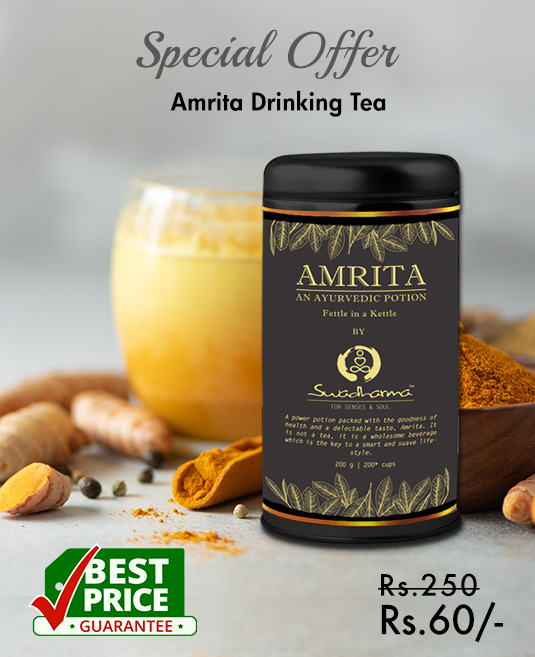 Special Offer
Amrita Drinking Tea
AMRITA
AN AYURVEDIC POTION
Fettle in a Kettle
BY
Swadharma™
FOR SENSES & SOUL
A power potion packed with the goodness of
health and a delectable taste, Amrita. It
is not a tea, it is a wholesome beverage
which is the key to a smart and suave life-
style.
200 g | 200* cups
BEST
PRICE
• GUARANTEE •
Rs.250
Rs.60/-